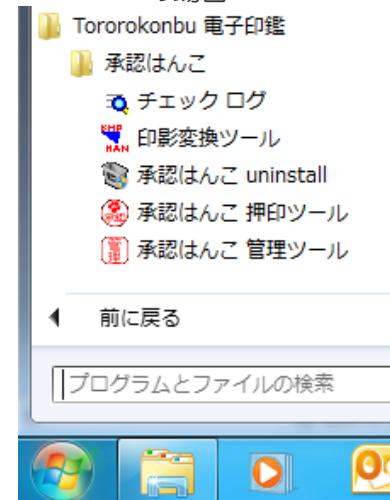 Tororokonbu 電子印鑑
承認はんこ
チェック ログ
印影変換ツール
承認はんこ uninstall
承認はんこ 押印ツール
承認はんこ 管理ツール
前に戻る
プログラムとファイルの検索